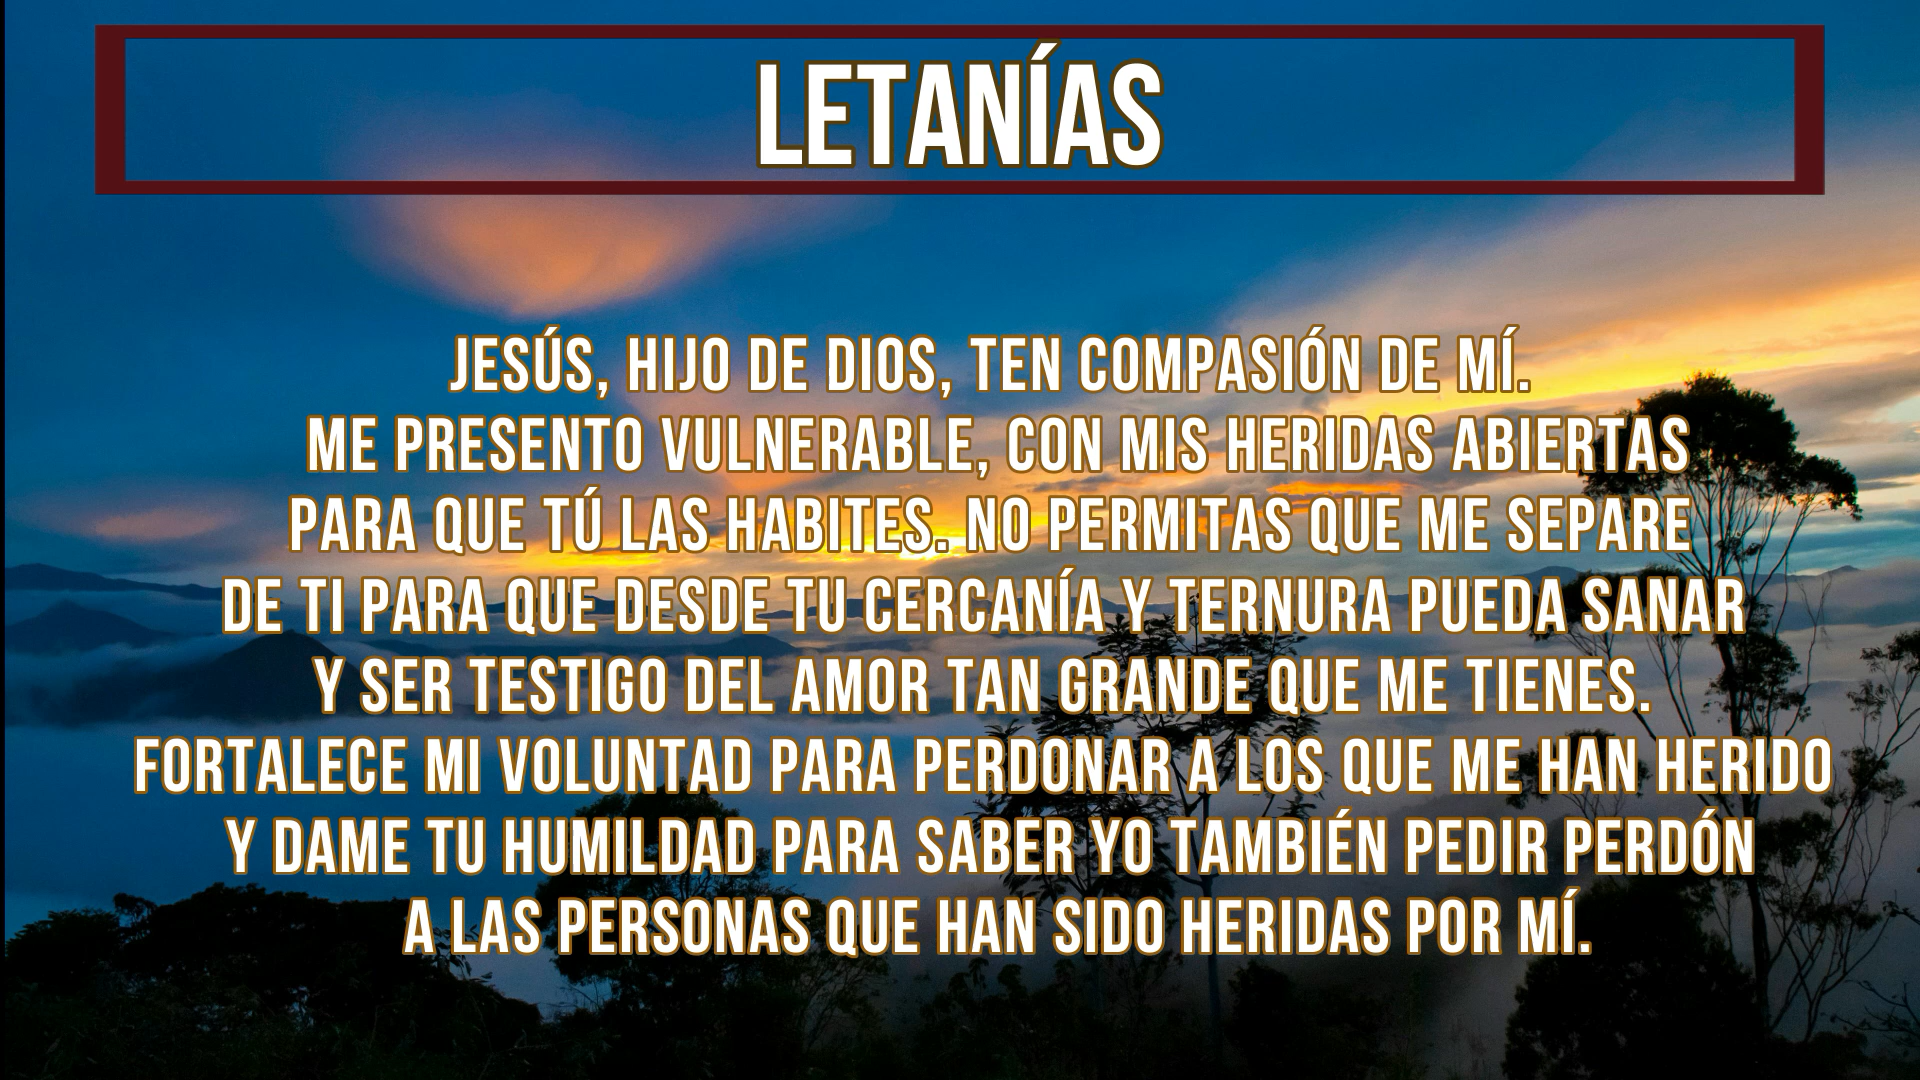 LETANÍAS
JESÚS, HIJO DE DIOS, TEN COMPASIÓN DE MÍ.
ME PRESENTO VULNERABLE, CON MIS HERIDAS ABIERTAS
PARA QUE TÚ LAS HABITES. NO PERMITAS QUE ME SEPARE
DE TI PARA QUE DESDE TU CERCANÍA Y TERNURA PUEDA SANAR
Y SER TESTIGO DEL AMOR TAN GRANDE QUE ME TIENES.
FORTALECE MI VOLUNTAD PARA PERDONAR A LOS QUE ME HAN HERIDO
Y DAME TU HUMILDAD PARA SABER YO TAMBIÉN PEDIR PERDÓN
A LAS PERSONAS QUE HAN SIDO HERIDAS POR MÍ.